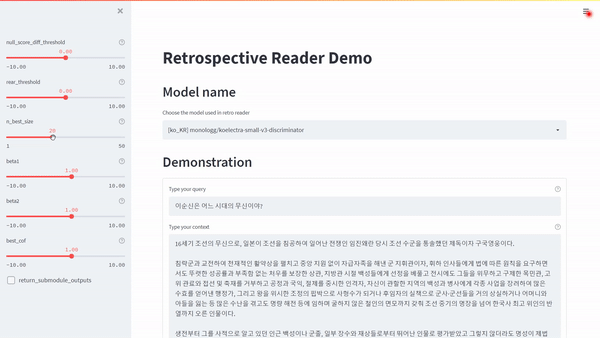 ×
null_score_diff_threshold
0.00
-10.00 10.00
rear_threshold
0.00
-10.00 10.00
n_best_size
20
1 50
beta1
1.00
-10.00 10.00
beta2
1.00
-10.00 10.00
best_cof
1.00
-10.00 10.00
return_submodule_outputs
Retrospective Reader Demo
Model name
Choose the model used in retro reader
[ko_KR] monologg/koelectra-small-v3-discriminator
Demonstration
Type your query
이순신은 어느 시대의 무신이야?
Type your context
16세기 조선의 무신으로, 일본이 조선을 침공하여 일어난 전쟁인 임진왜란 당시 조선 수군을 통솔했던 제독이자 구국영웅이다.
침략군과 교전하여 전세계적인 활약상을 펼치고 중앙 지원 없이 자급자족을 해낸 군 지휘관이자, 휘하 인사들에게 법에 따른 원칙을 요구하면
서도 뚜렷한 성공률과 부족함 없는 처우를 보장한 상관, 지방관 시절 백성들에게 선정을 베풀고 전시에도 그들을 위무하고 구제한 목민관, 고
위 관료와 접선 및 축재를 거부하고 공정과 국익, 절제를 중시한 인격자, 자신이 관할한 지역의 백성과 병사에게 각종 사업을 장려하여 많은
수효를 얻어낸 행정가, 그리고 왕을 위시한 조정의 핍박으로 사형수가 되거나 후임자의 실책으로 군사·군선들을 거의 상실하거나 어머니와
아들을 잃는 등 많은 수난을 겪고도 명량 해전 등에 임하며 굴하지 않은 철인의 면모까지 갖춰 조선 중기의 명장을 넘어 한국사 최고 위인의 반
열까지 오른 인물이다.
생전부터 그를 사적으로 알고 있던 인근 백성이나 군졸, 일부 장수와 재상들로부터 뛰어난 인물로 평가받았고 그렇지 않더라도 명성이 제법